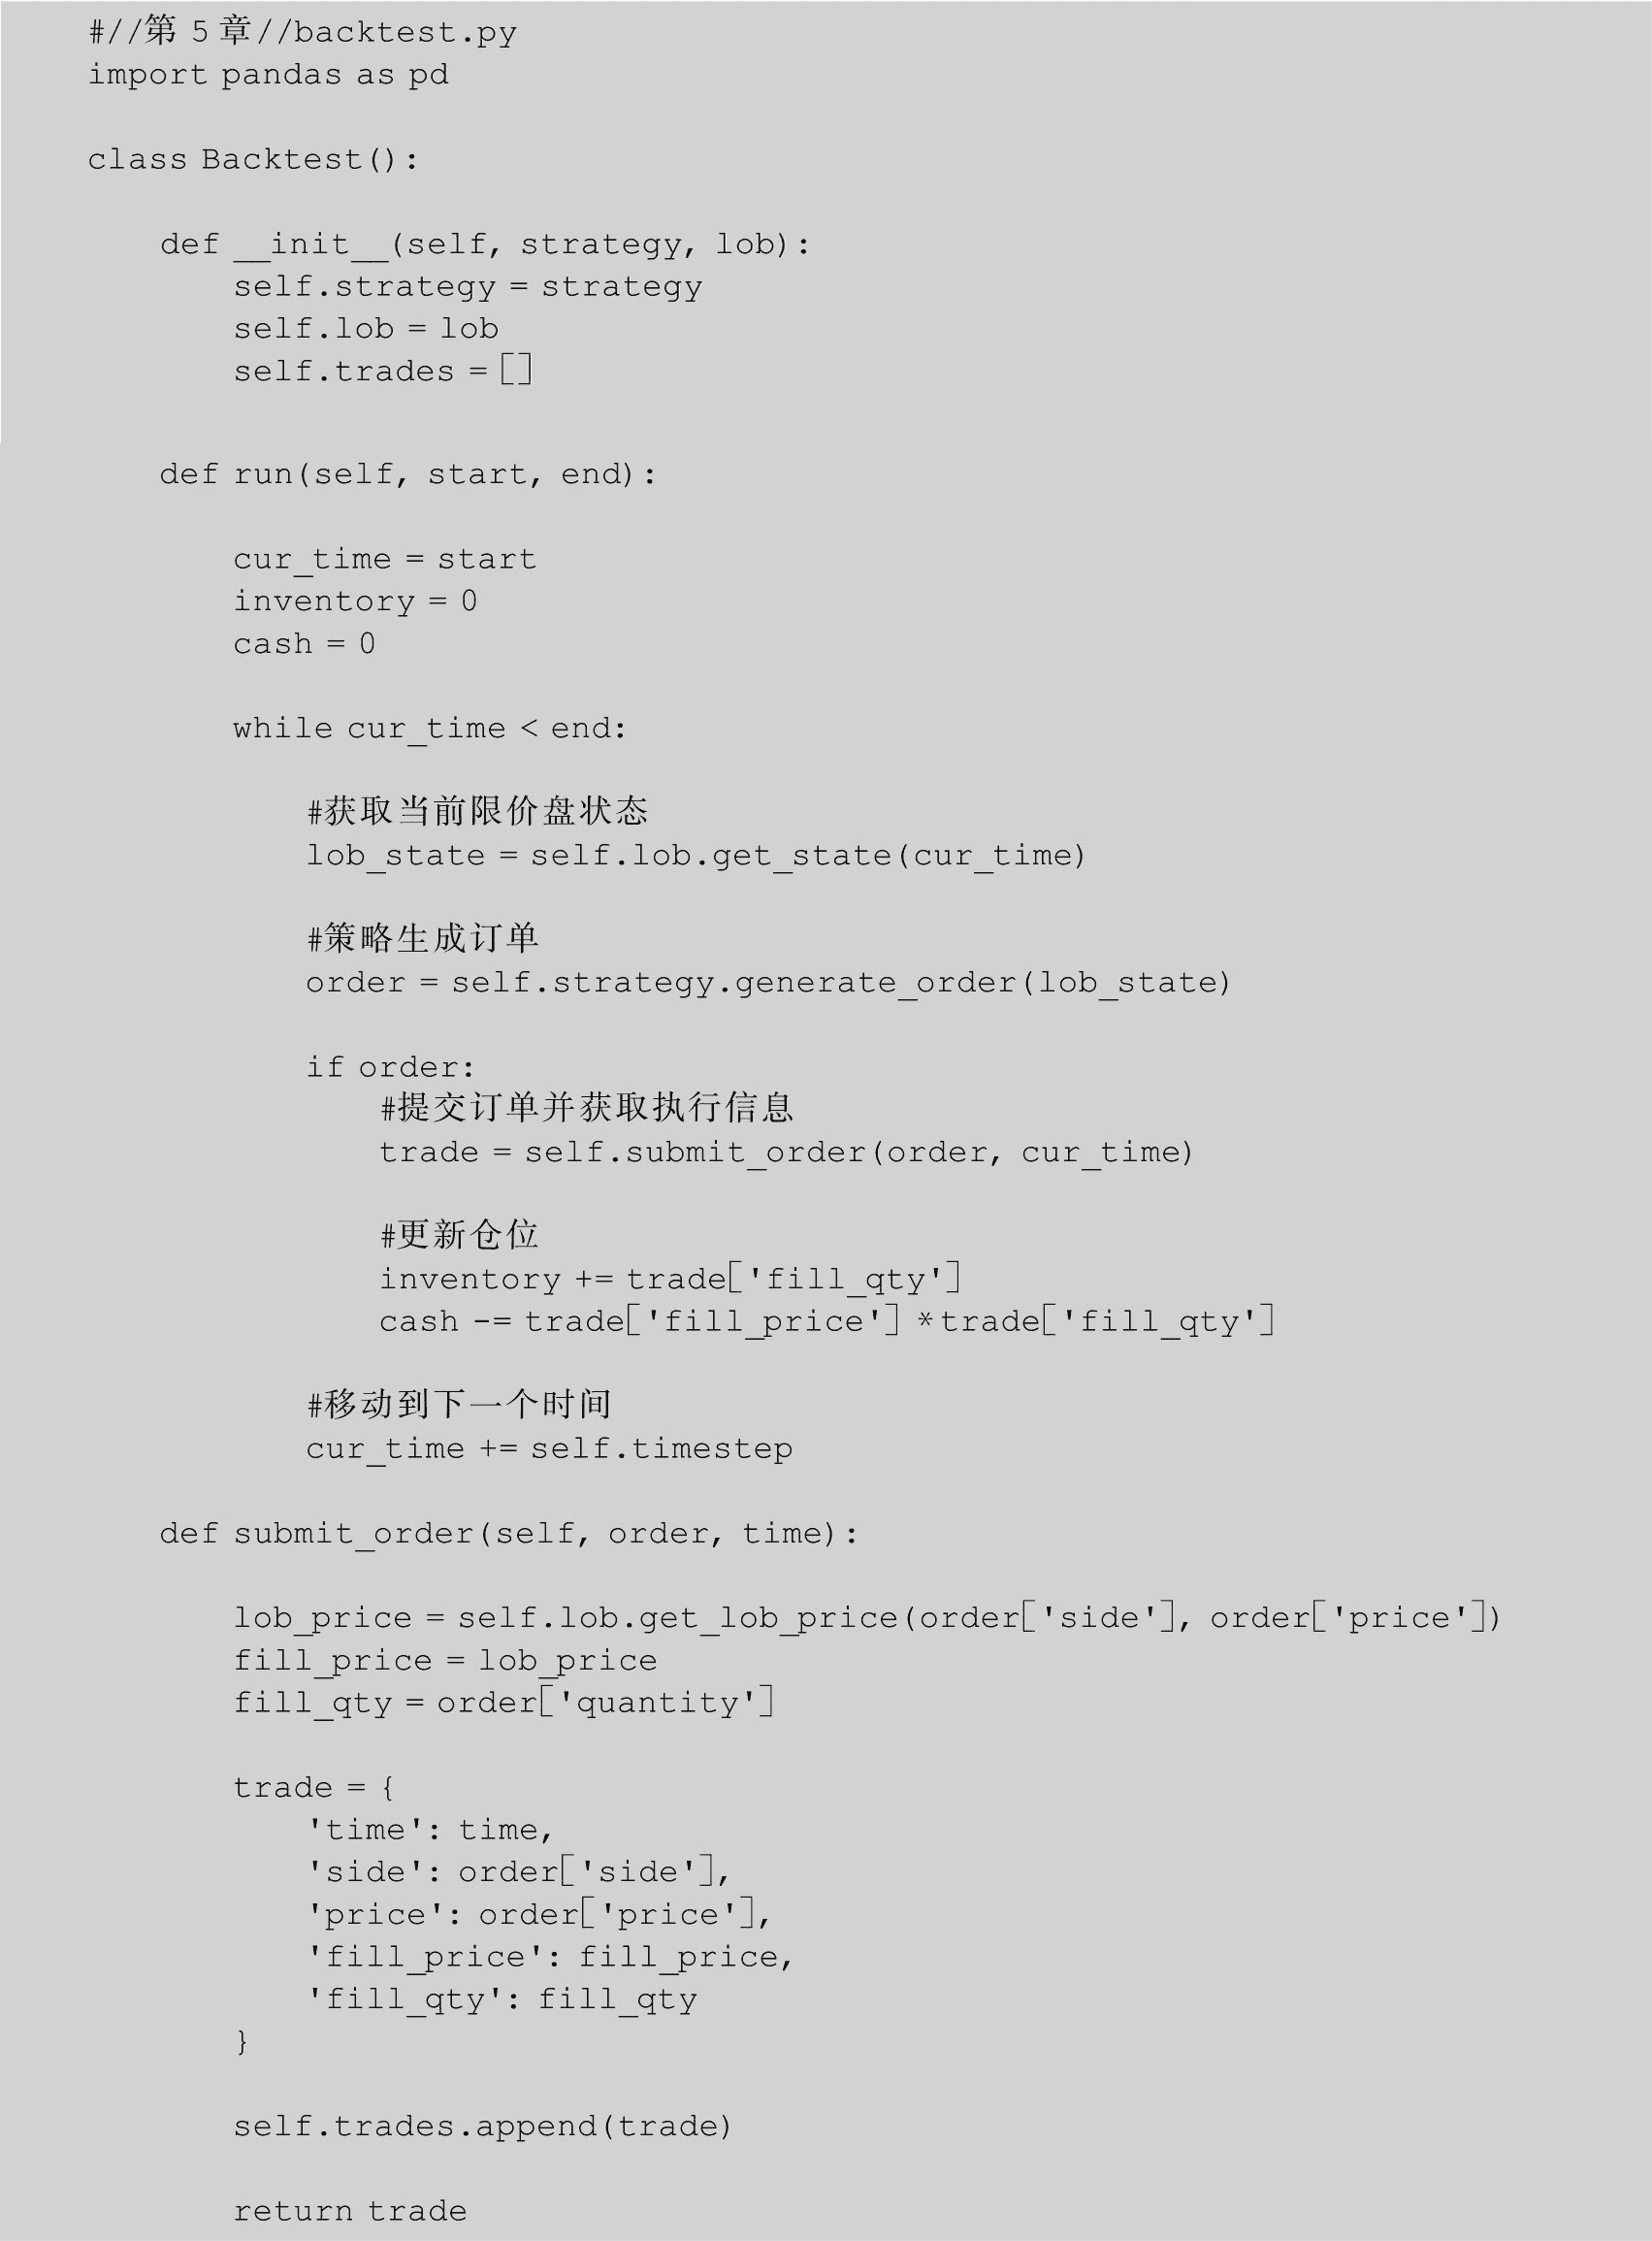 #//第 5 章//backtest.py
import pandas as pd
class Backtest():
def __init__(self, strategy, lob):
self.strategy = strategy
self.lob = lob
self.trades = []
def run(self, start, end):
cur_time = start
inventory = 0
cash = 0
while cur_time < end:
#获取当前限价盘状态
lob_state = self.lob.get_state(cur_time)
#策略生成订单
order = self.strategy.generate_order(lob_state)
if order:
#提交订单并获取执行信息
trade = self.submit_order(order, cur_time)
#更新仓位
inventory += trade['fill_qty']
cash -= trade['fill_price'] *trade['fill_qty']
#移动到下一个时间
cur_time += self.timestep
def submit_order(self, order, time):
lob_price = self.lob.get_lob_price(order['side'], order['price'])
fill_price = lob_price
fill_qty = order['quantity']
trade = {
'time': time,
'side': order['side'],
'price': order['price'],
'fill_price': fill_price,
'fill_qty': fill_qty
}
self.trades.append(trade)
return trade